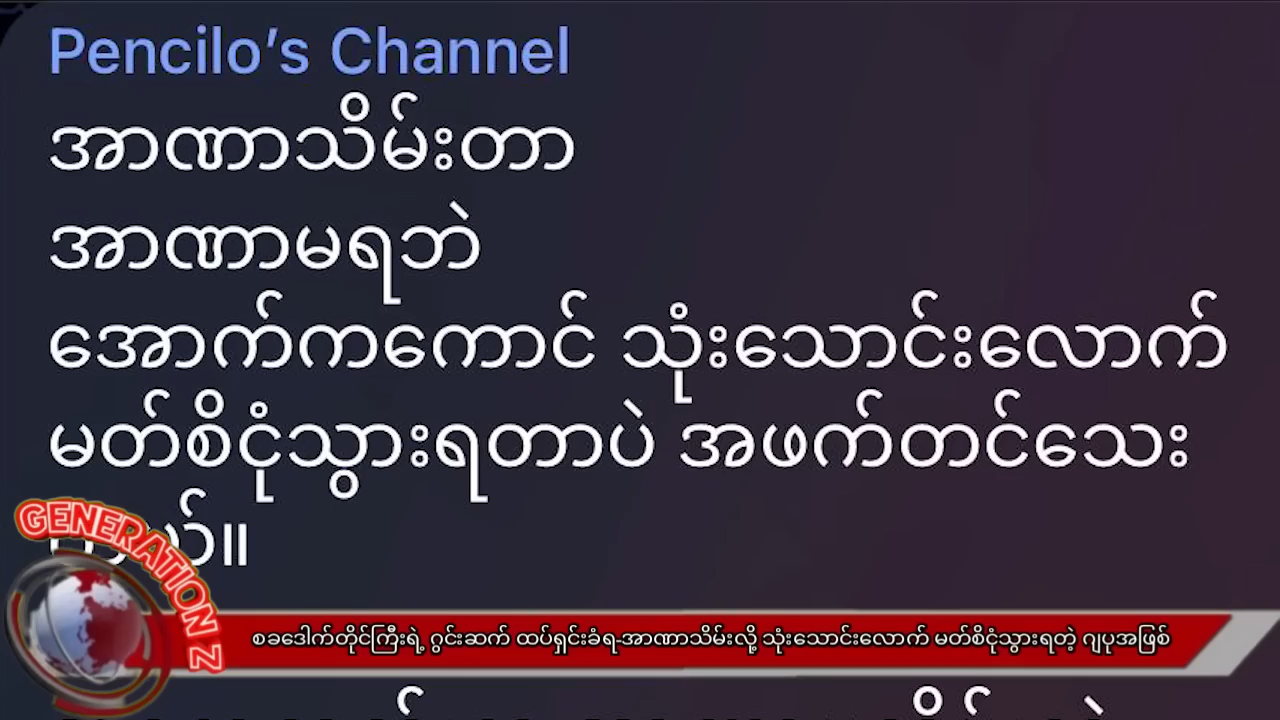 Pencilo’s Channel
အာဏာသိမ်းတာ
အာဏာမရဘဲ
အောက်ကကောင် သုံးသောင်းလောက်
မတ်စိငုံသွားရတာပဲ အဖက်တင်သေး
GENERATION Z
စခဒေါက်တိုင်ကြီးရဲ့ ဂွင်းဆက် ထပ်ရှင်းခံရ-အာဏာသိမ်းလို့ သုံးသောင်းလောက် မတ်စိငုံသွားရတဲ့ ဂျပုအဖြစ်